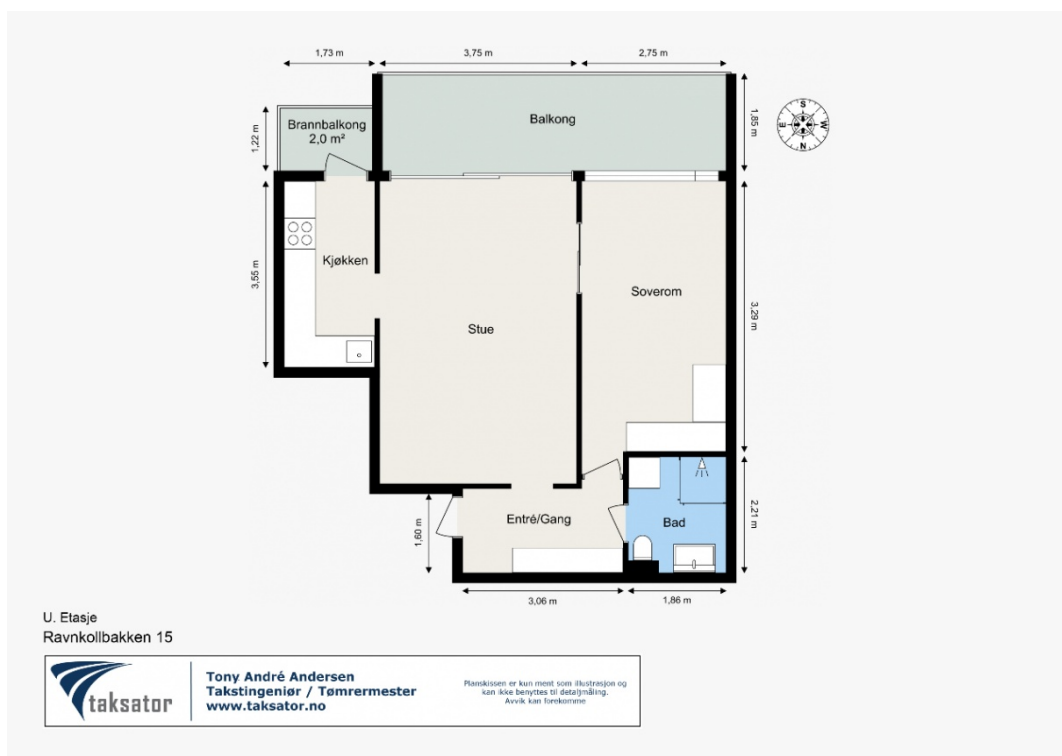 1,73 m
3,75 m
2,75 m
1,22 m
Brannbalkong
2,0 m²
Balkong
1,85 m
S
E
W
N
3,55 m
Kjøkken
Stue
Soverom
3,29 m
1,60 m
Entré/Gang
Bad
2,21 m
3,06 m
1,86 m
U. Etasje
Ravnkollbakken 15
taksator
Tony André Andersen
Takstingeniør / Tømrermester
www.taksator.no
Planskissen er kun ment som illustrasjon og
kan ikke benyttes til detaljmåling.
Avvik kan forekomme